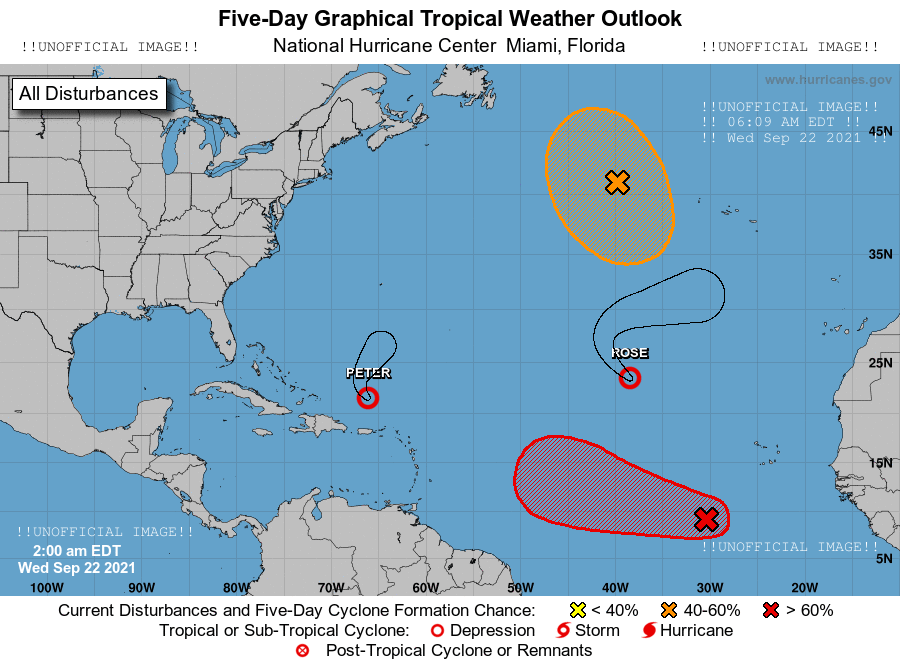 Five-Day Graphical Tropical Weather Outlook
!!UNOFFICIAL IMAGE!! National Hurricane Center Miami, Florida !!UNOFFICIAL IMAGE!!
All Disturbances
www.hurricanes.gov
!!UNOFFICIAL IMAGE!!
!! 06:09 AM EDT !!
!! Wed Sep 22 2021 !!
45N
35N
ROSE
25N
PETER
15N
!!UNOFFICIAL IMAGE!!
!!UNOFFICIAL IMAGE!!
2:00 am EDT
5N
Wed Sep 22 2021
100W 90W 80W 70W 60W 50W 40W 30W 20W
Current Disturbances and Five-Day Cyclone Formation Chance: < 40% 40-60% > 60%
Tropical or Sub-Tropical Cyclone: Depression Storm Hurricane
Post-Tropical Cyclone or Remnants